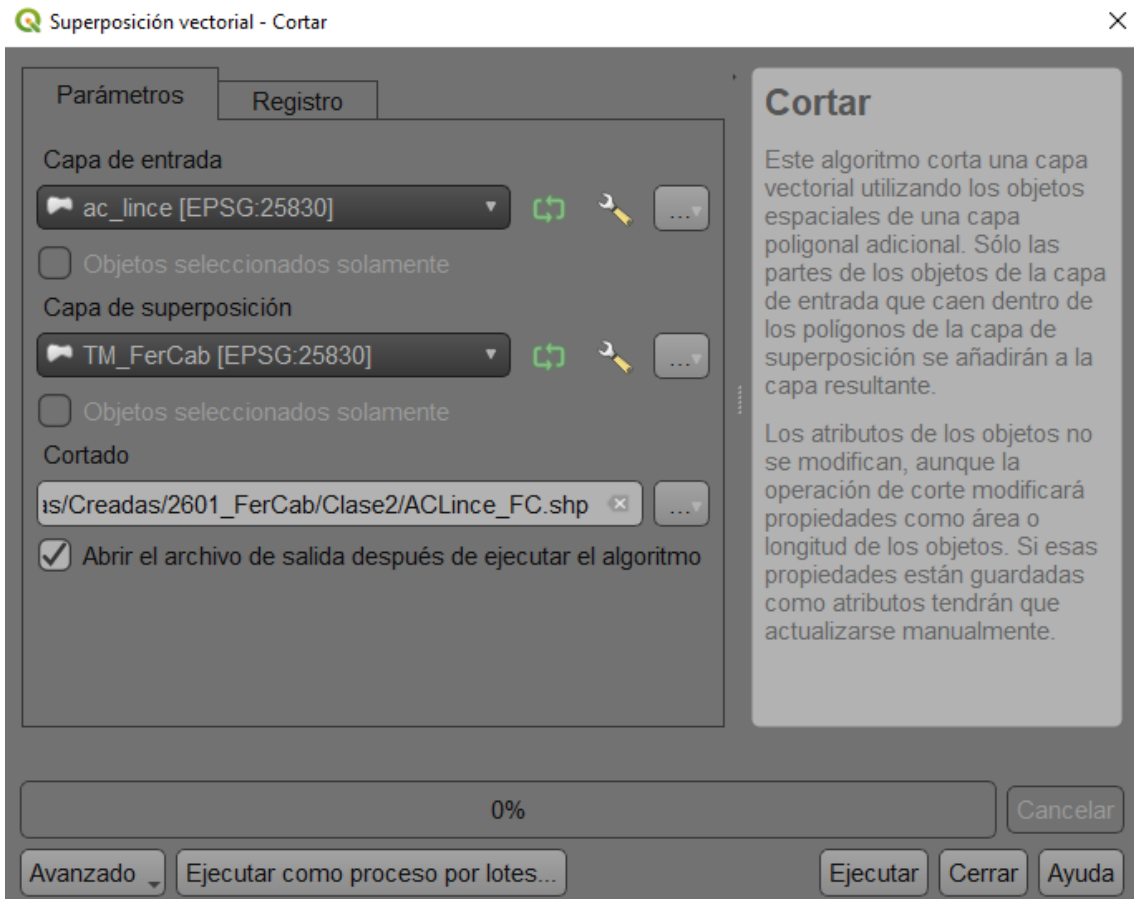 Superposición vectorial - Cortar
Parámetros
Registro
Capa de entrada
ac_lince [EPSG:25830]
...
Objetos seleccionados solamente
Capa de superposición
TM_FerCab [EPSG:25830]
...
Objetos seleccionados solamente
Cortado
as/Creadas/2601_FerCab/Clase2/ACLince_FC.shp
...
Abrir el archivo de salida después de ejecutar el algoritmo
Cortar
Este algoritmo corta una capa
vectorial utilizando los objetos
espaciales de una capa
poligonal adicional. Sólo las
partes de los objetos de la capa
de entrada que caen dentro de
los polígonos de la capa de
superposición se añadirán a la
capa resultante.
Los atributos de los objetos no
se modifican, aunque la
operación de corte modificará
propiedades como área o
longitud de los objetos. Si esas
propiedades están guardadas
como atributos tendrán que
actualizarse manualmente.
0%
Cancelar
Avanzado
Ejecutar como proceso por lotes...
Ejecutar
Cerrar
Ayuda